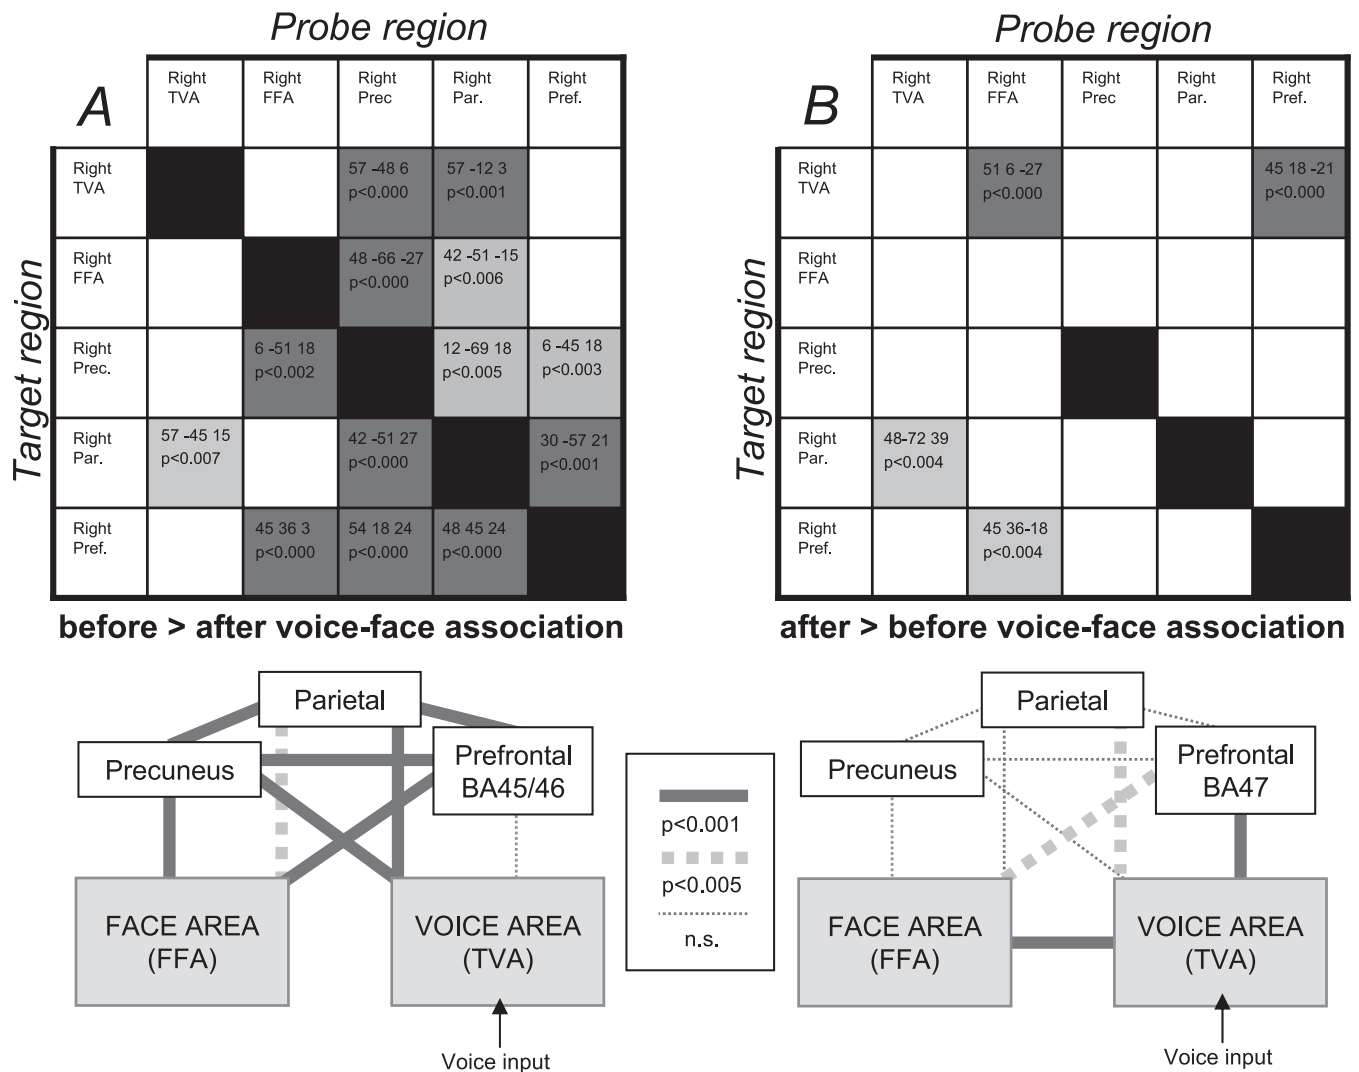 Probe region
A
Right
TVA
Right
FFA
Right
Prec
Right
Par.
Right
Pref.
Target region
Right
TVA
57 -48 6
p<0.000
57 -12 3
p<0.001
Right
FFA
48 -66 -27
p<0.000
42 -51 -15
p<0.006
Right
Prec.
6 -51 18
p<0.002
12 -69 18
p<0.005
6 -45 18
p<0.003
Right
Par.
57 -45 15
p<0.007
42 -51 27
p<0.000
30 -57 21
p<0.001
Right
Pref.
45 36 3
p<0.000
54 18 24
p<0.000
48 45 24
p<0.000
before > after voice-face association
Probe region
B
Right
TVA
Right
FFA
Right
Prec
Right
Par.
Right
Pref.
Target region
Right
TVA
51 6 -27
p<0.000
45 18 -21
p<0.000
Right
FFA
Right
Prec.
Right
Par.
48-72 39
p<0.004
Right
Pref.
45 36-18
p<0.004
after > before voice-face association
Parietal
Precuneus
Prefrontal
BA45/46
FACE AREA
(FFA)
VOICE AREA
(TVA)
Voice input
p<0.001
p<0.005
n.s.
Parietal
Precuneus
Prefrontal
BA47
FACE AREA
(FFA)
VOICE AREA
(TVA)
Voice input